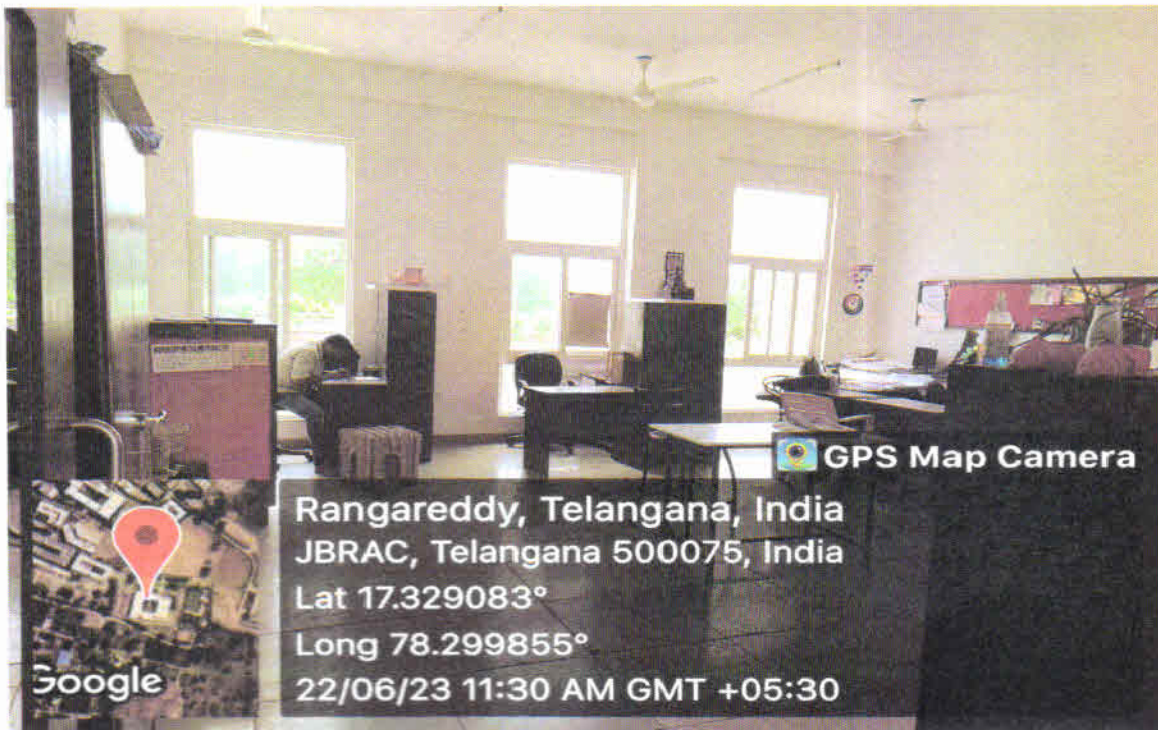 GPS Map Camera
Rangareddy, Telangana, India
JBRAC, Telangana 500075, India
Lat 17.329083°
Long 78.299855°
22/06/23 11:30 AM GMT +05:30
Google